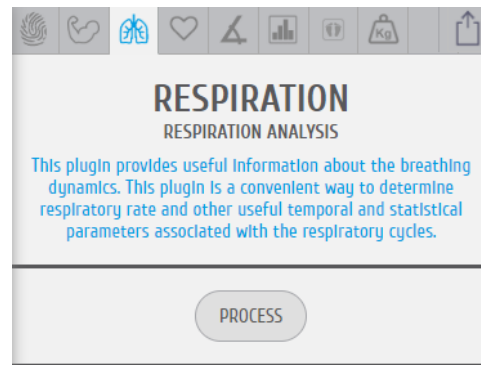 Kg
RESPIRATION
RESPIRATION ANALYSIS
This plugin provides useful information about the breathing
dynamics. This plugin is a convenient way to determine
respiratory rate and other useful temporal and statistical
parameters associated with the respiratory cycles.
PROCESS